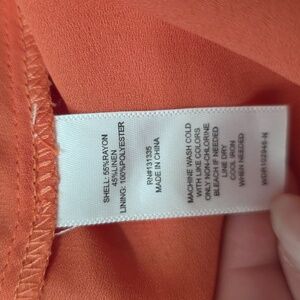 SHELL: 55%RAYON
45%LINEN
LINING: 100%POLYESTER
RN#131335
MADE IN CHINA
MACHINE WASH COLD
WITH LIKE COLORS
ONLY NON-CHLORINE
BLEACH IF NEEDED
LINE DRY
COOL IRON
WHEN NEEDED